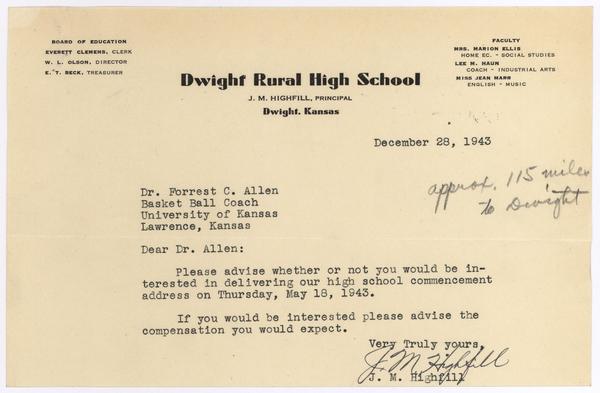 BOARD OF EDUCATION
EVERETT CLEMENS, CLERK
W. L. OLSON, DIRECTOR
E. T. BECK, TREASURER
FACULTY
MRS. MARION ELLIS
HOME EC. - SOCIAL STUDIES
LEE M. HAUN
COACH - INDUSTRIAL ARTS
MISS JEAN MARR
ENGLISH - MUSIC
Dwight Rural High School
J. M. HIGHFILL, PRINCIPAL
Dwight, Kansas
December 28, 1943
approx. 115 miles
to Dwight
Dr. Forrest C. Allen
Basket Ball Coach
University of Kansas
Lawrence, Kansas
Dear Dr. Allen:
Please advise whether or not you would be in-
terested in delivering our high school commencement
address on Thursday, May 18, 1943.
If you would be interested please advise the
compensation you would expect.
Very Truly yours,
J. M. Highfill
J. M. Highfill